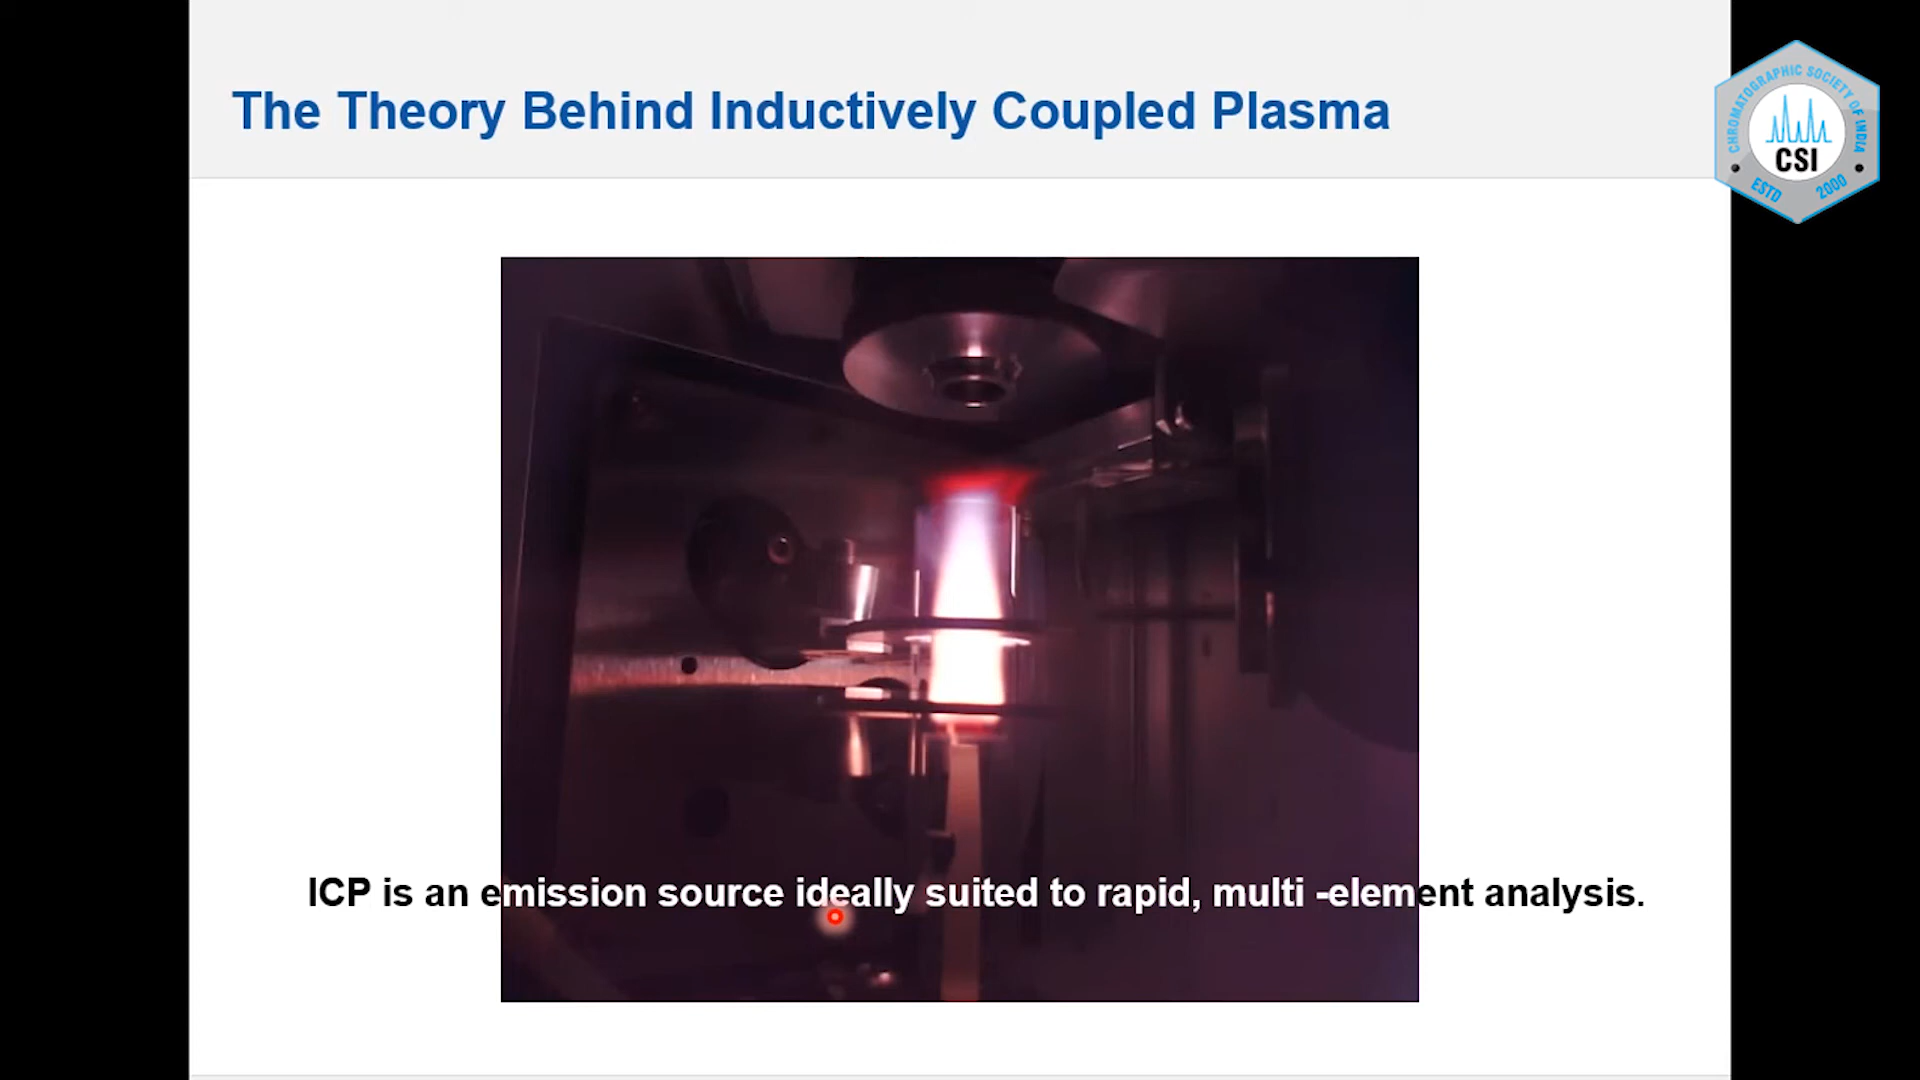 The Theory Behind Inductively Coupled Plasma
CHROMATOGRAPHIC SOCIETY OF INDIA
CSI
ESTD 2000
ICP is an emission source ideally suited to rapid, multi -element analysis.